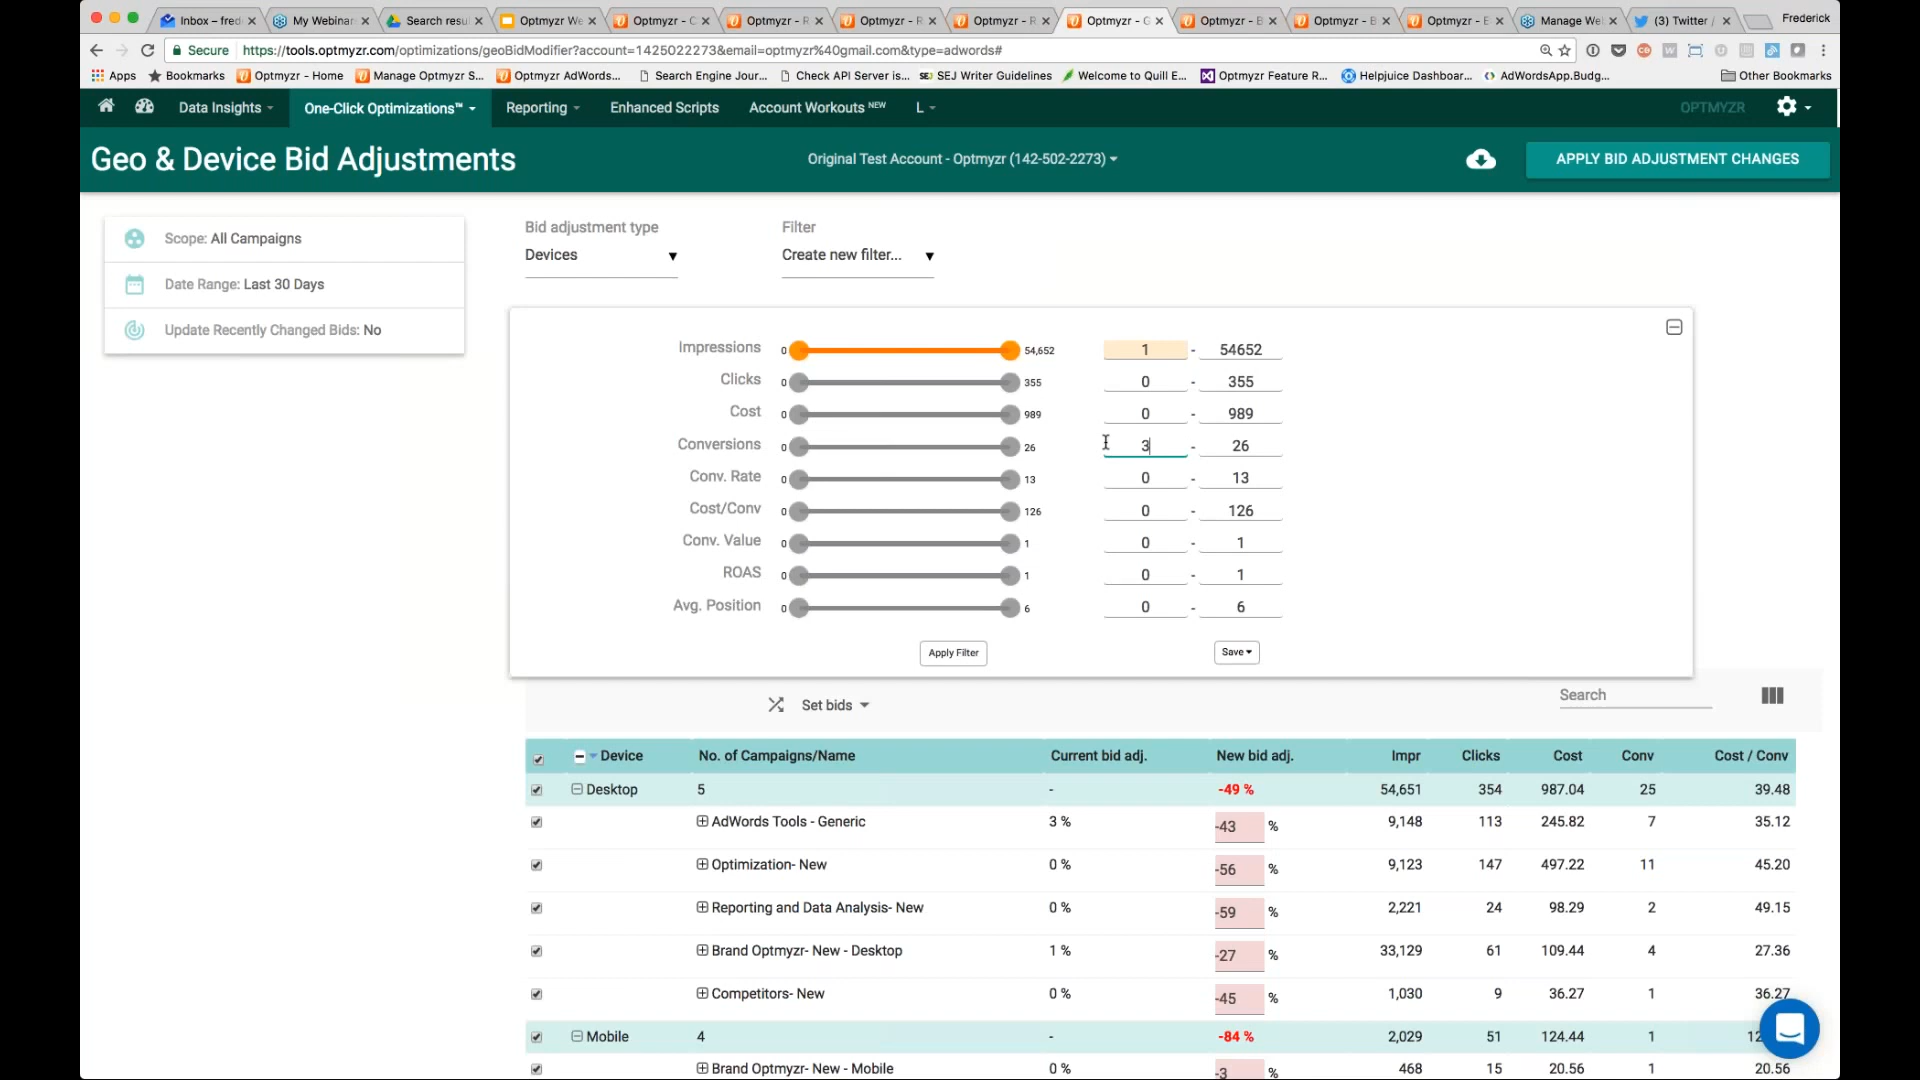 Inbox – fred
My Webinar
Search resu
Optmyzr We
Optmyzr - C
Optmyzr - R
Optmyzr - R
Optmyzr - R
Optmyzr - G
Optmyzr - B
Optmyzr - B
Optmyzr - E
Manage We
(3) Twitter /
Frederick
Secure
https://tools.optmyzr.com/optimizations/geoBidModifier?account=1425022273&email=optmyzr%40gmail.com&type=adwords#
Apps
Bookmarks
Optmyzr - Home
Manage Optmyzr S...
Optmyzr AdWords...
Search Engine Jour...
Check API Server is...
SEJ Writer Guidelines
Welcome to Quill E...
Optmyzr Feature R...
Helpjuice Dashboar...
AdWordsApp.Budg...
Other Bookmarks
Data Insights
One-Click Optimizations™
Reporting
Enhanced Scripts
Account Workouts NEW
L
OPTMYZR
Geo & Device Bid Adjustments
Original Test Account - Optmyzr (142-502-2273)
APPLY BID ADJUSTMENT CHANGES
Scope: All Campaigns
Date Range: Last 30 Days
Update Recently Changed Bids: No
Bid adjustment type
Devices
Filter
Create new filter...
Impressions 0 54,652 1 - 54652
Clicks 0 355 0 - 355
Cost 0 989 0 - 989
Conversions 0 26 3 - 26
Conv. Rate 0 13 0 - 13
Cost/Conv 0 126 0 - 126
Conv. Value 0 1 0 - 1
ROAS 0 1 0 - 1
Avg. Position 0 6 0 - 6
Apply Filter
Save
Set bids
Search
Device No. of Campaigns/Name Current bid adj. New bid adj. Impr Clicks Cost Conv Cost / Conv
Desktop 5 - -49 % 54,651 354 987.04 25 39.48
AdWords Tools - Generic 3 % -43 % 9,148 113 245.82 7 35.12
Optimization- New 0 % -56 % 9,123 147 497.22 11 45.20
Reporting and Data Analysis- New 0 % -59 % 2,221 24 98.29 2 49.15
Brand Optmyzr- New - Desktop 1 % -27 % 33,129 61 109.44 4 27.36
Competitors- New 0 % -45 % 1,030 9 36.27 1 36.27
Mobile 4 - -84 % 2,029 51 124.44 1
Brand Optmyzr- New - Mobile 0 % -3 % 468 15 20.56 1 20.56